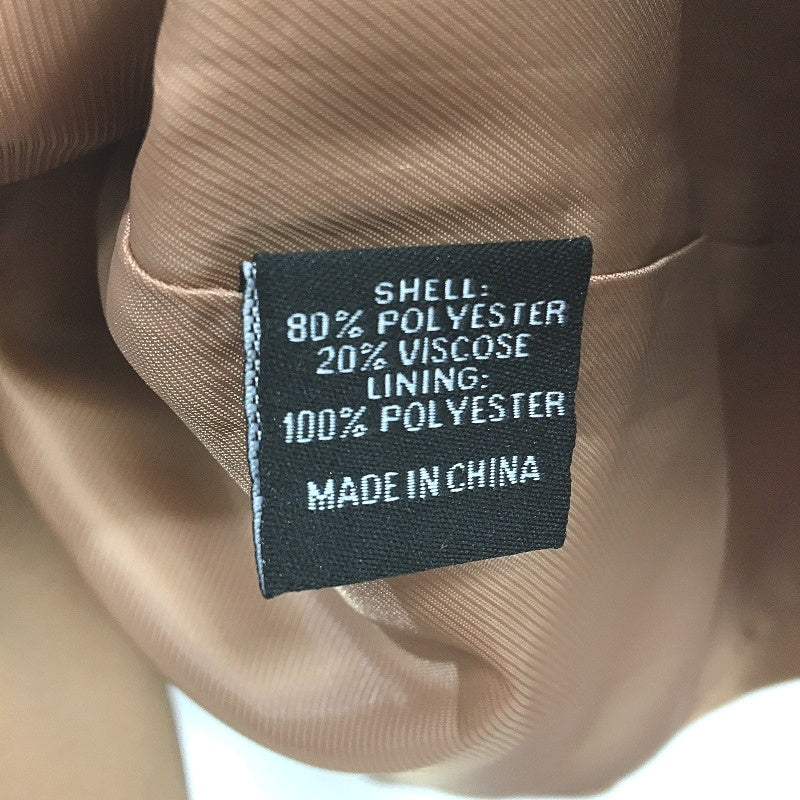 SHELL:
80% POLYESTER
20% VISCOSE
LINING:
100% POLYESTER
MADE IN CHINA